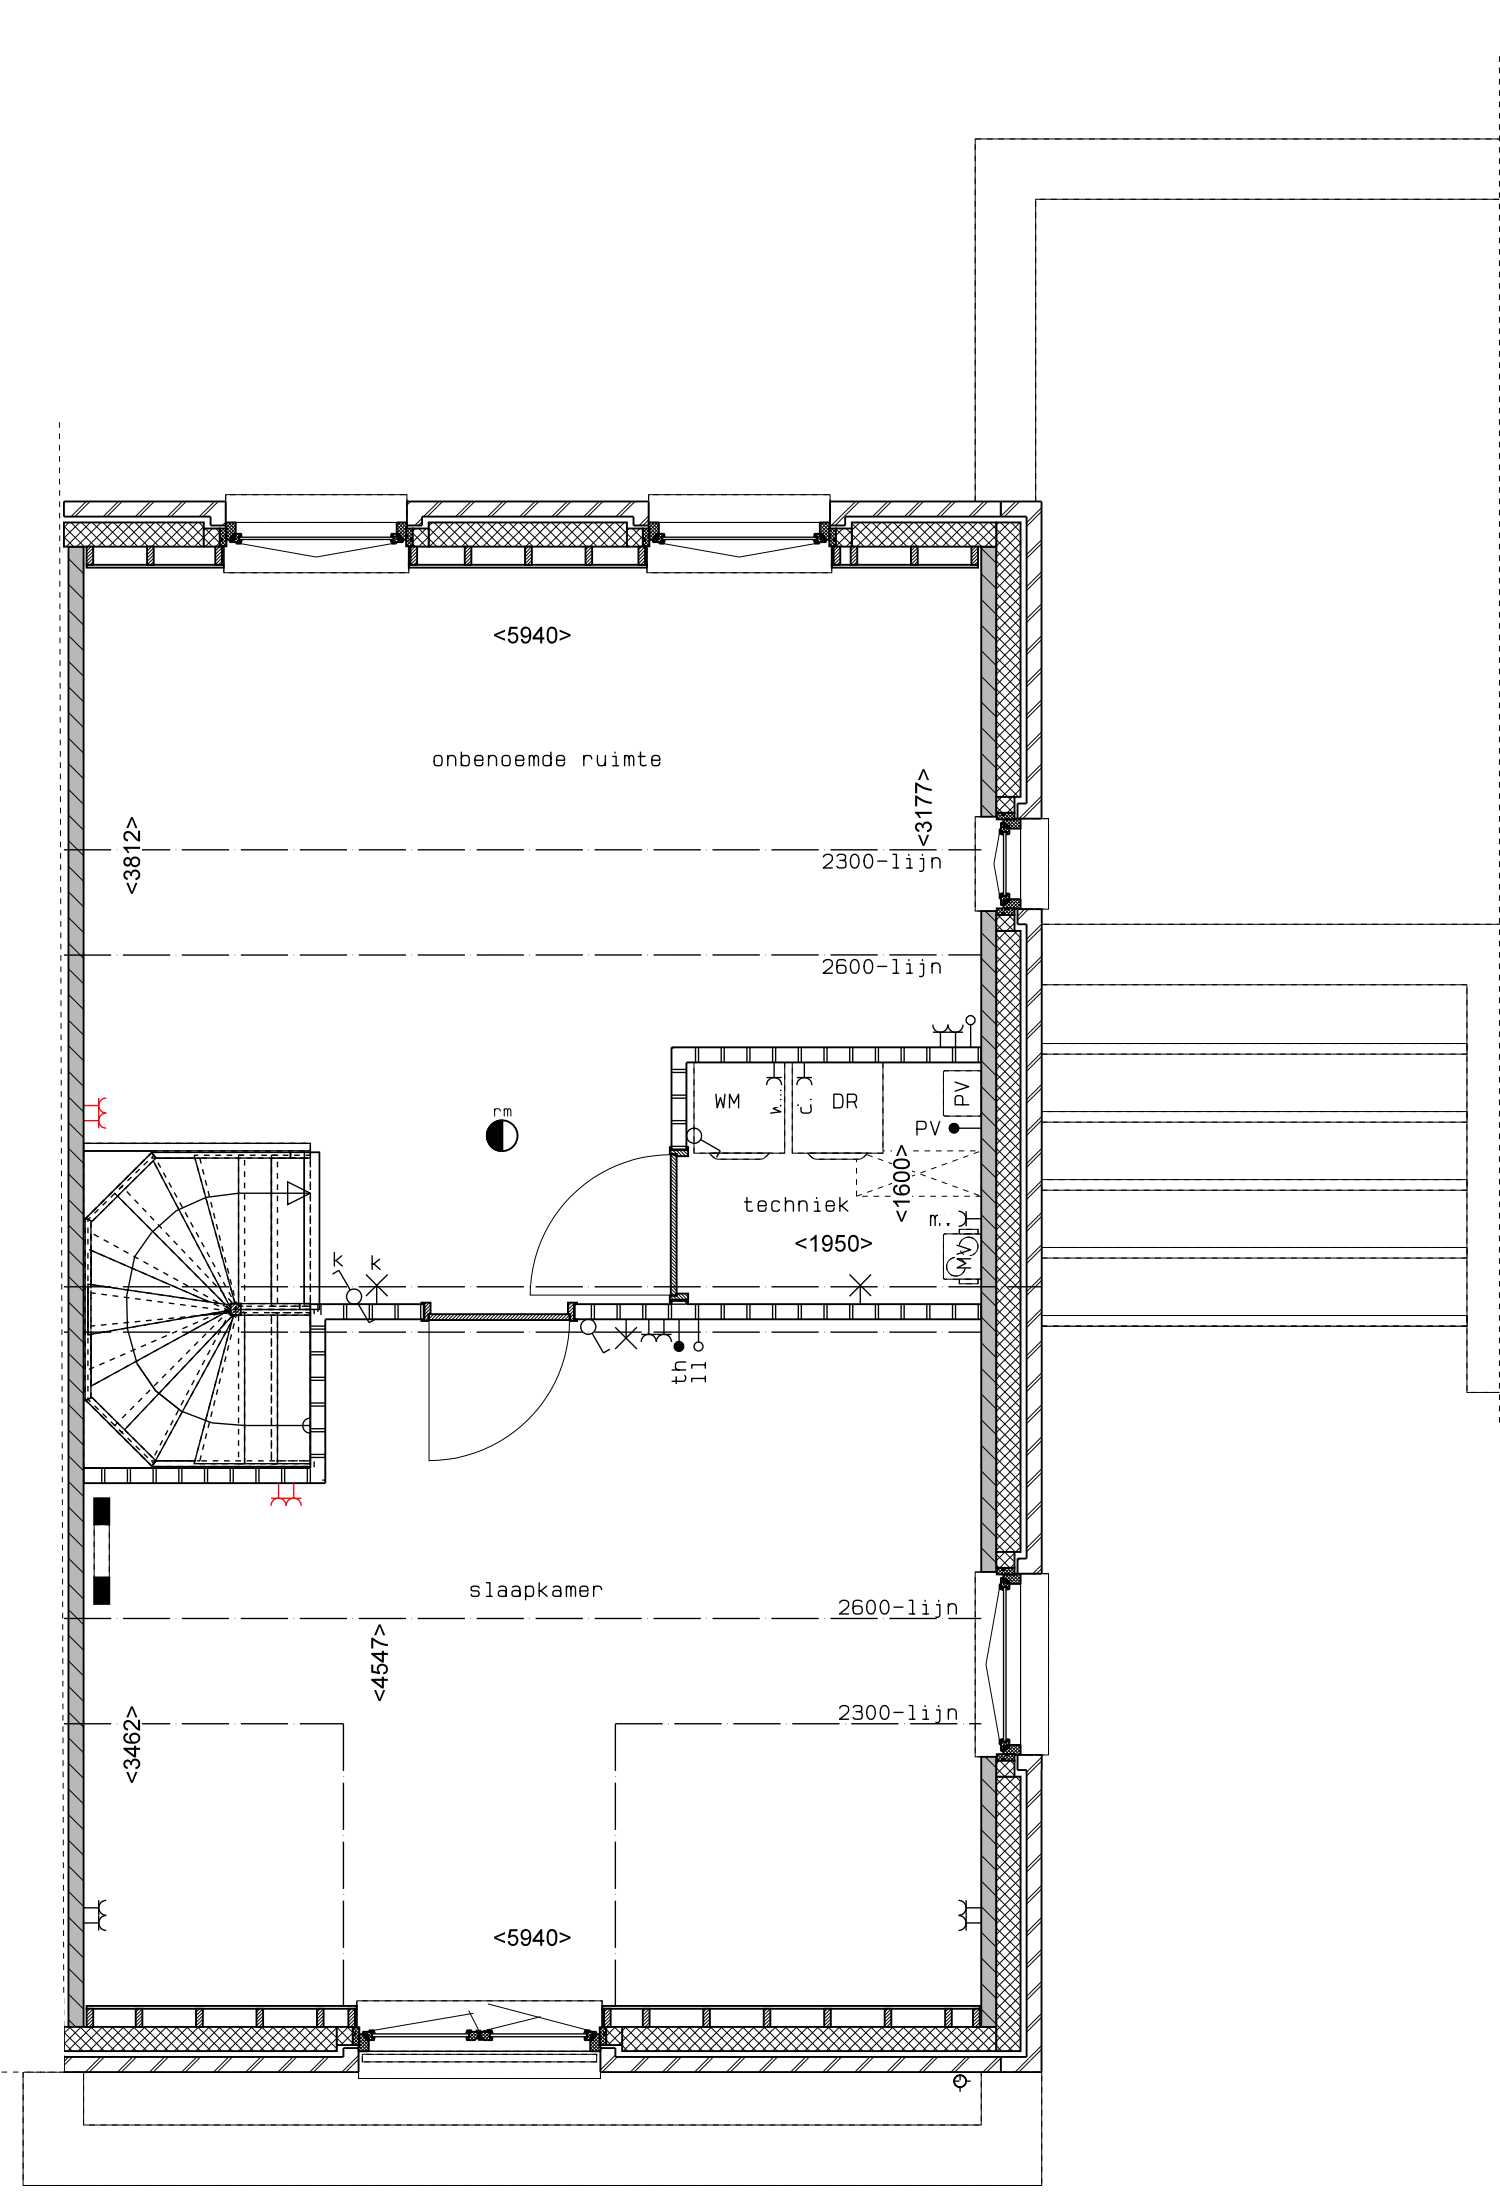 <5940>
onbenoemde ruimte
<3812>
<3177>
2300-lijn
2600-lijn
rm
WM
DR
PV
PV
<1600>
techniek
<1950>
MV
k
k
th
ll
slaapkamer
2600-lijn
<4547>
2300-lijn
<3462>
<5940>